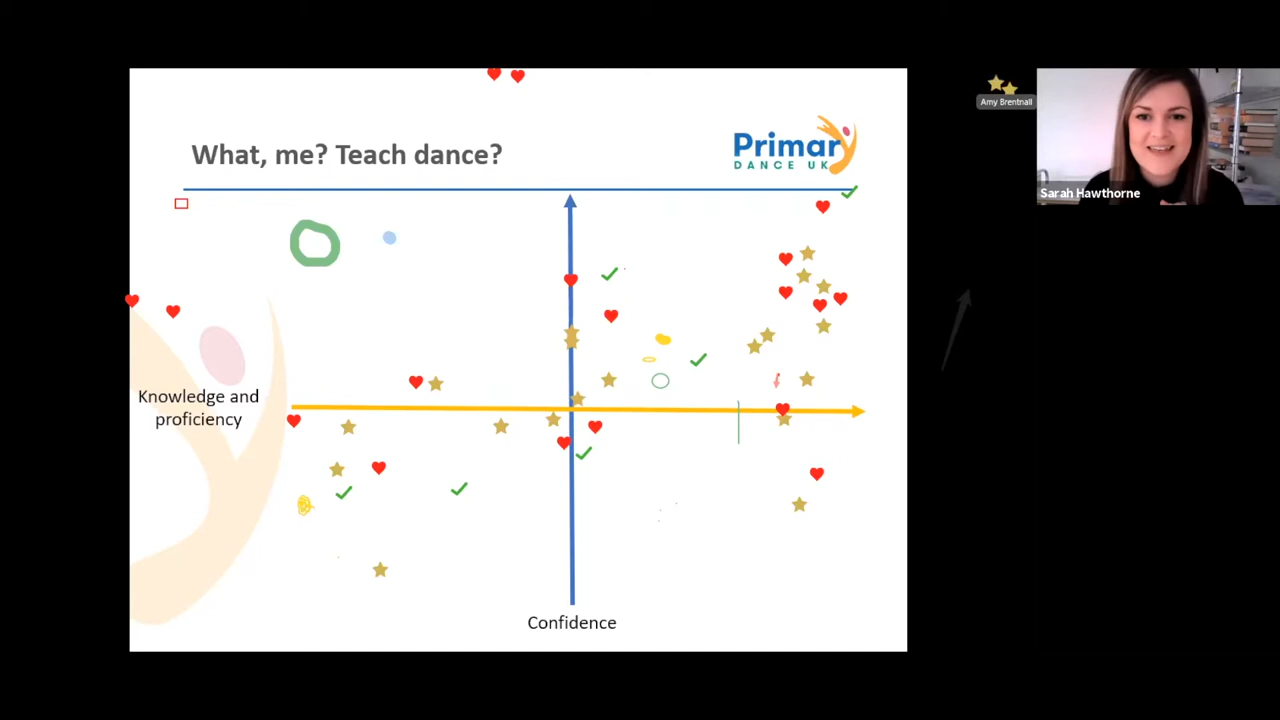 What, me? Teach dance?
Primary
DANCE UK
Amy Brentnall
Sarah Hawthorne
Knowledge and
proficiency
Confidence